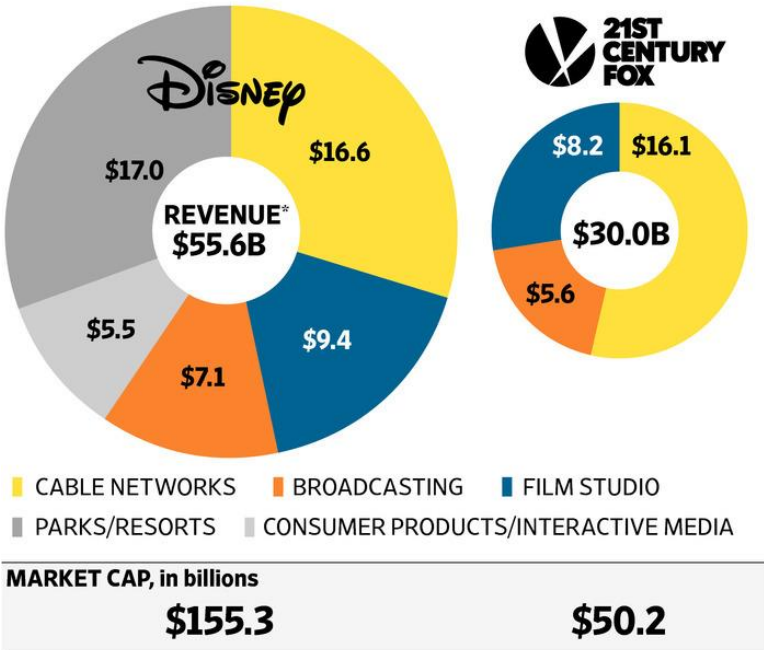 Disney
21ST
CENTURY
FOX
$16.6
$17.0
REVENUE*
$55.6B
$5.5
$7.1
$9.4
$8.2
$16.1
$30.0B
$5.6
CABLE NETWORKS BROADCASTING FILM STUDIO
PARKS/RESORTS CONSUMER PRODUCTS/INTERACTIVE MEDIA
MARKET CAP, in billions
$155.3 $50.2